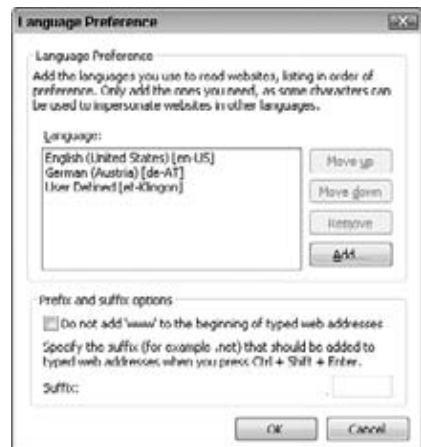 Language Preference
Language Preference
Add the languages you use to read websites, listing in order of
preference. Only add the ones you need, as some characters can
be used to impersonate websites in other languages.
Language:
English (United States) [en-US]
Move up
German (Austria) [de-AT]
User Defined [et-Klingon]
Move down
Remove
Add...
Prefix and suffix options
Do not add 'www' to the beginning of typed web addresses
Specify the suffix (for example .net) that should be added to
typed web addresses when you press Ctrl + Shift + Enter.
Suffix: .
OK Cancel